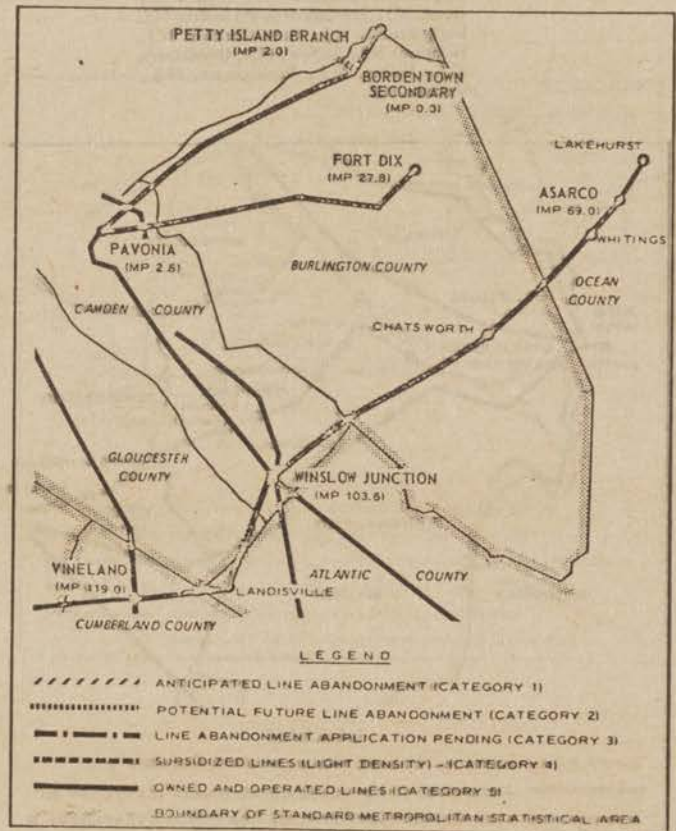 PETTY ISLAND BRANCH
(MP 2.0)
BORDENTOWN
SECONDARY
(MP 0.3)
LAKEHURST
FORT DIX
(MP 27.8)
ASARCO
(MP 69.0)
WHITINGS
PAVONIA
(MP 2.5)
BURLINGTON COUNTY
OCEAN
COUNTY
CAMDEN COUNTY
CHATSWORTH
GLOUCESTER
COUNTY
WINSLOW JUNCTION
(MP 103.5)
VINELAND
(MP 119.0)
ATLANTIC COUNTY
LANDISVILLE
CUMBERLAND COUNTY
LEGEND
ANTICIPATED LINE ABANDONMENT (CATEGORY 1)
POTENTIAL FUTURE LINE ABANDONMENT (CATEGORY 2)
LINE ABANDONMENT APPLICATION PENDING (CATEGORY 3)
SUBSIDIZED LINES (LIGHT DENSITY) - (CATEGORY 4)
OWNED AND OPERATED LINES (CATEGORY 5)
BOUNDARY OF STANDARD METROPOLITAN STATISTICAL AREA